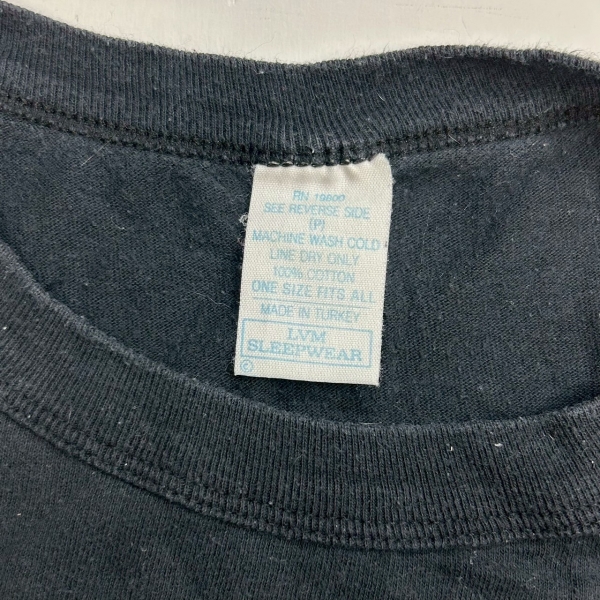 RN 19800
SEE REVERSE SIDE
(P)
MACHINE WASH COLD
LINE DRY ONLY
100% COTTON
ONE SIZE FITS ALL
MADE IN TURKEY
LVM
SLEEPWEAR
©